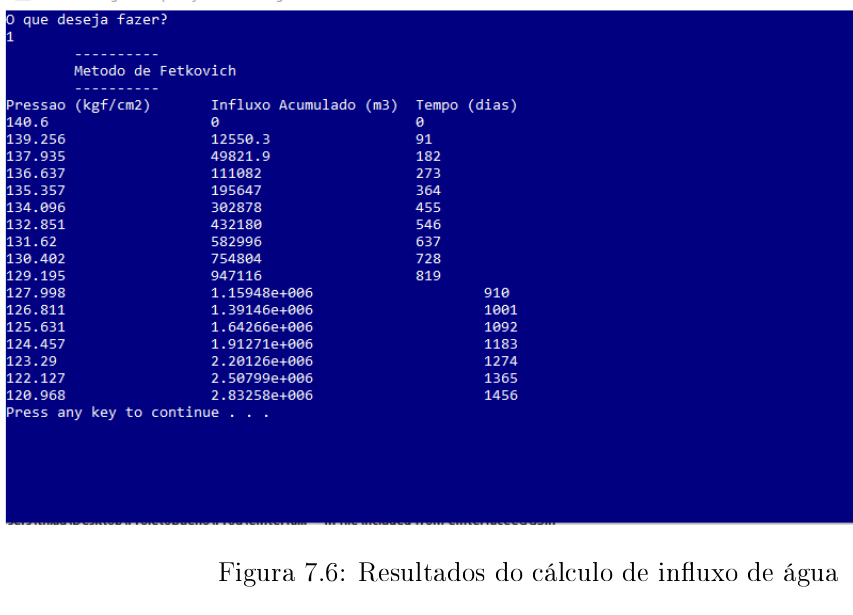 O que deseja fazer?
1
----------
Metodo de Fetkovich
----------
Pressao (kgf/cm2) Influxo Acumulado (m3) Tempo (dias)
140.6 0 0
139.256 12550.3 91
137.935 49821.9 182
136.637 111082 273
135.357 195647 364
134.096 302878 455
132.851 432180 546
131.62 582996 637
130.402 754804 728
129.195 947116 819
127.998 1.15948e+006 910
126.811 1.39146e+006 1001
125.631 1.64266e+006 1092
124.457 1.91271e+006 1183
123.29 2.20126e+006 1274
122.127 2.50799e+006 1365
120.968 2.83258e+006 1456
Press any key to continue . . .
Figura 7.6: Resultados do cálculo de influxo de água